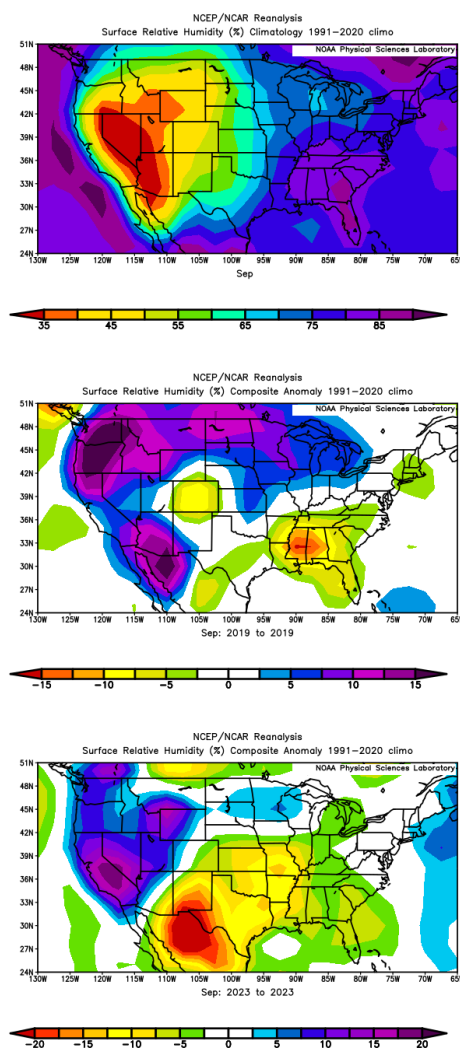 NCEP/NCAR Reanalysis
Surface Relative Humidity (%) Climatology 1991-2020 climo
NOAA Physical Sciences Laboratory
51N
48N
45N
42N
39N
36N
33N
30N
27N
24N
130W 125W 120W 115W 110W 105W 100W 95W 90W 85W 80W 75W 70W 65W
Sep
35 45 55 65 75 85
NCEP/NCAR Reanalysis
Surface Relative Humidity (%) Composite Anomaly 1991-2020 climo
NOAA Physical Sciences Laboratory
51N
48N
45N
42N
39N
36N
33N
30N
27N
24N
130W 125W 120W 115W 110W 105W 100W 95W 90W 85W 80W 75W 70W 65W
Sep: 2019 to 2019
-15 -10 -5 0 5 10 15
NCEP/NCAR Reanalysis
Surface Relative Humidity (%) Composite Anomaly 1991-2020 climo
NOAA Physical Sciences Laboratory
51N
48N
45N
42N
39N
36N
33N
30N
27N
24N
130W 125W 120W 115W 110W 105W 100W 95W 90W 85W 80W 75W 70W 65W
Sep: 2023 to 2023
-20 -15 -10 -5 0 5 10 15 20